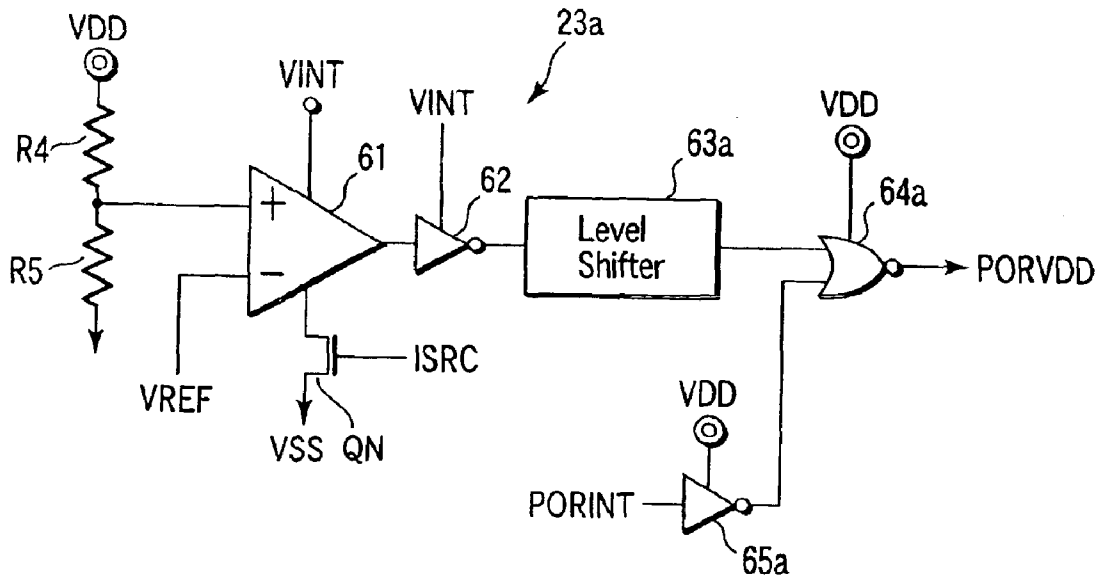 23a
VDD
VINT
VINT
VDD
R4
61
62
63a
64a
+
Level
Shifter
R5
−
PORVDD
ISRC
VREF
VSS QN
VDD
PORINT
65a